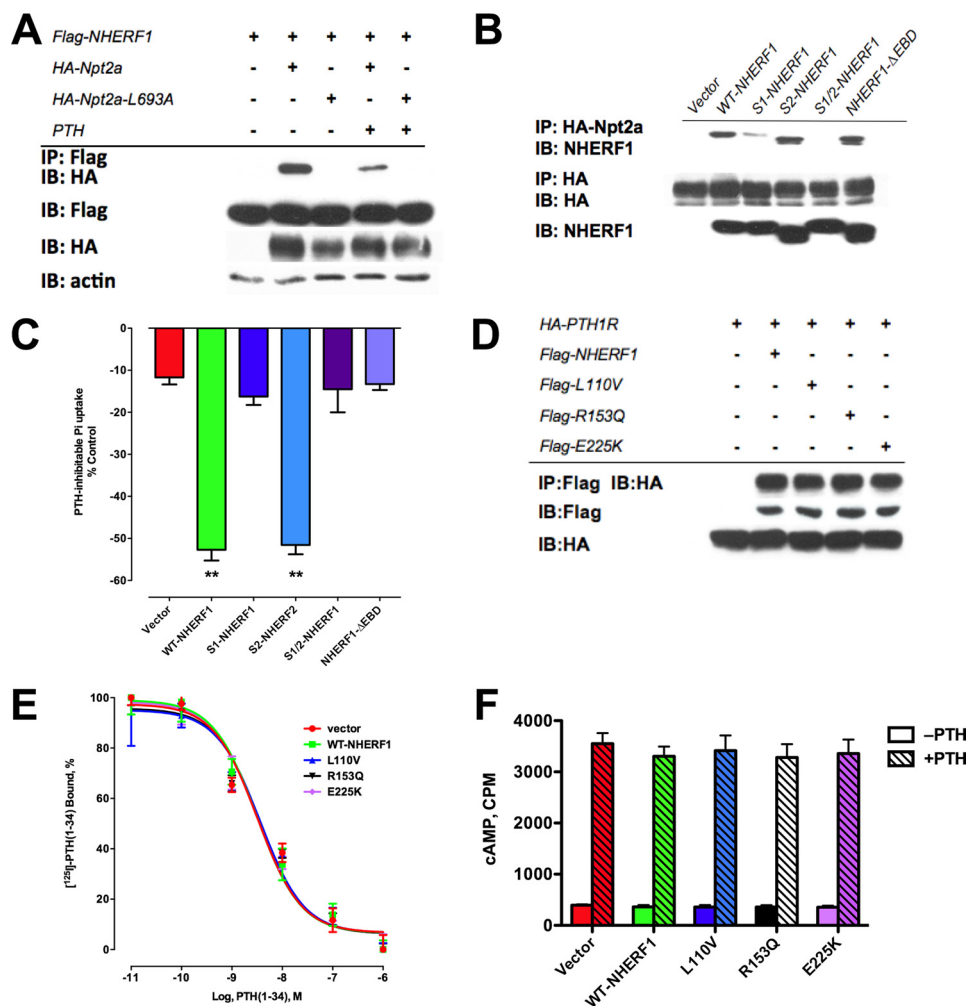 A
Flag-NHERF1 + + + + +
HA-Npt2a - + - + -
HA-Npt2a-L693A - - + - +
PTH - - - + +
IP: Flag
IB: HA
IB: Flag
IB: HA
IB: actin
B
Vector
WT-NHERF1
S1-NHERF1
S2-NHERF1
S1/2-NHERF1
NHERF1-ΔEBD
IP: HA-Npt2a
IB: NHERF1
IP: HA
IB: HA
IB: NHERF1
C
PTH-inhibitable Pi uptake
% Control
-0
-10
-20
-30
-40
-50
-60
** **
Vector
WT-NHERF1
S1-NHERF1
S2-NHERF2
S1/2-NHERF1
NHERF1-ΔEBD
D
HA-PTH1R + + + + +
Flag-NHERF1 - + - - -
Flag-L110V - - + - -
Flag-R153Q - - - + -
Flag-E225K - - - - +
IP:Flag IB:HA
IB:Flag
IB:HA
E
[¹²⁵I]-PTH(1-34) Bound, %
100
80
60
40
20
0
vector
WT-NHERF1
L110V
R153Q
E225K
-11 -10 -9 -8 -7 -6
Log, PTH(1-34), M
F
cAMP, CPM
4000
3000
2000
1000
0
–PTH
+PTH
Vector
WT-NHERF1
L110V
R153Q
E225K